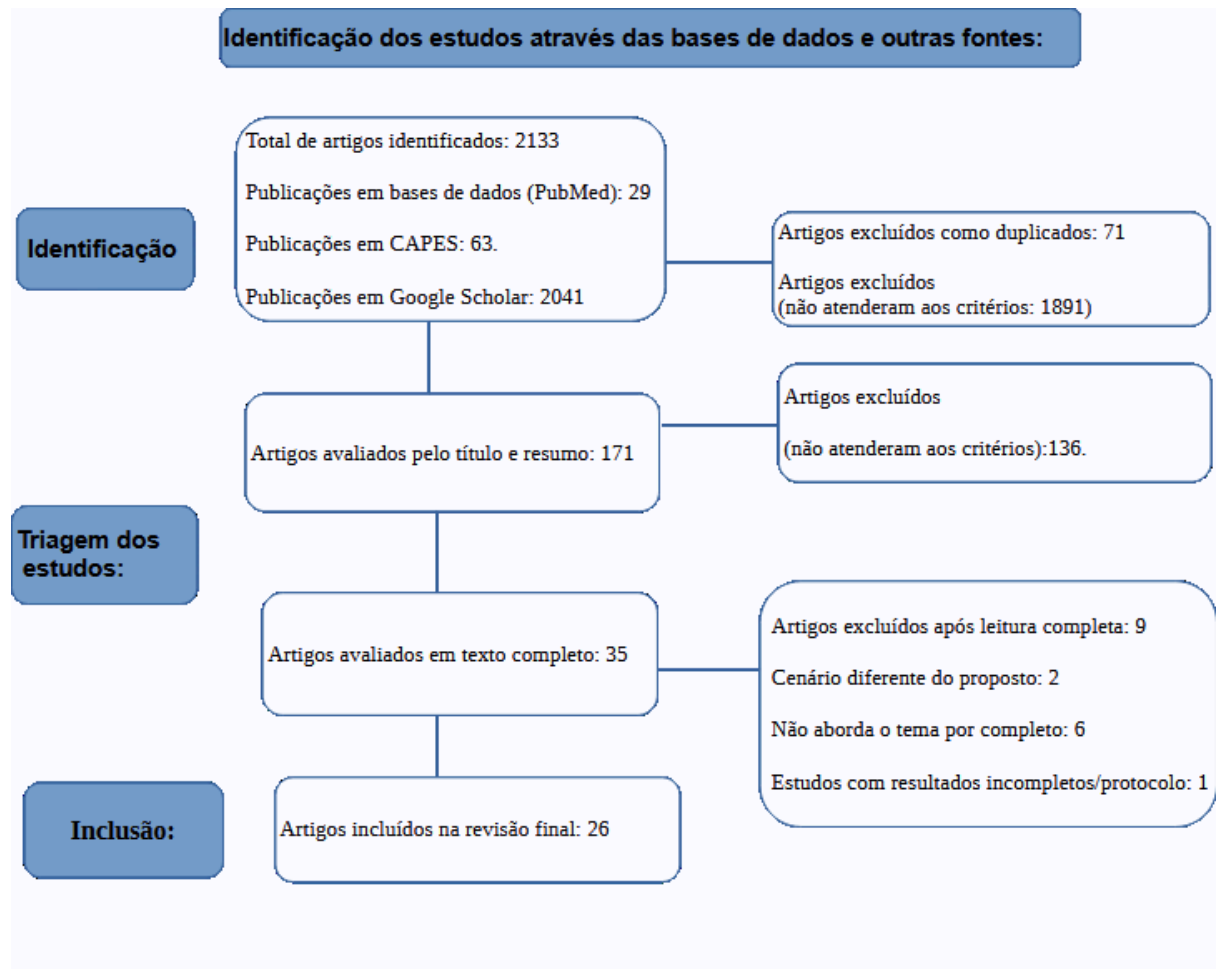 Identificação dos estudos através das bases de dados e outras fontes:
Identificação
Total de artigos identificados: 2133
Publicações em bases de dados (PubMed): 29
Publicações em CAPES: 63.
Publicações em Google Scholar: 2041
Artigos excluídos como duplicados: 71
Artigos excluídos
(não atenderam aos critérios: 1891)
Artigos avaliados pelo título e resumo: 171
Artigos excluídos
(não atenderam aos critérios):136.
Triagem dos
estudos:
Artigos avaliados em texto completo: 35
Artigos excluídos após leitura completa: 9
Cenário diferente do proposto: 2
Não aborda o tema por completo: 6
Estudos com resultados incompletos/protocolo: 1
Inclusão:
Artigos incluídos na revisão final: 26